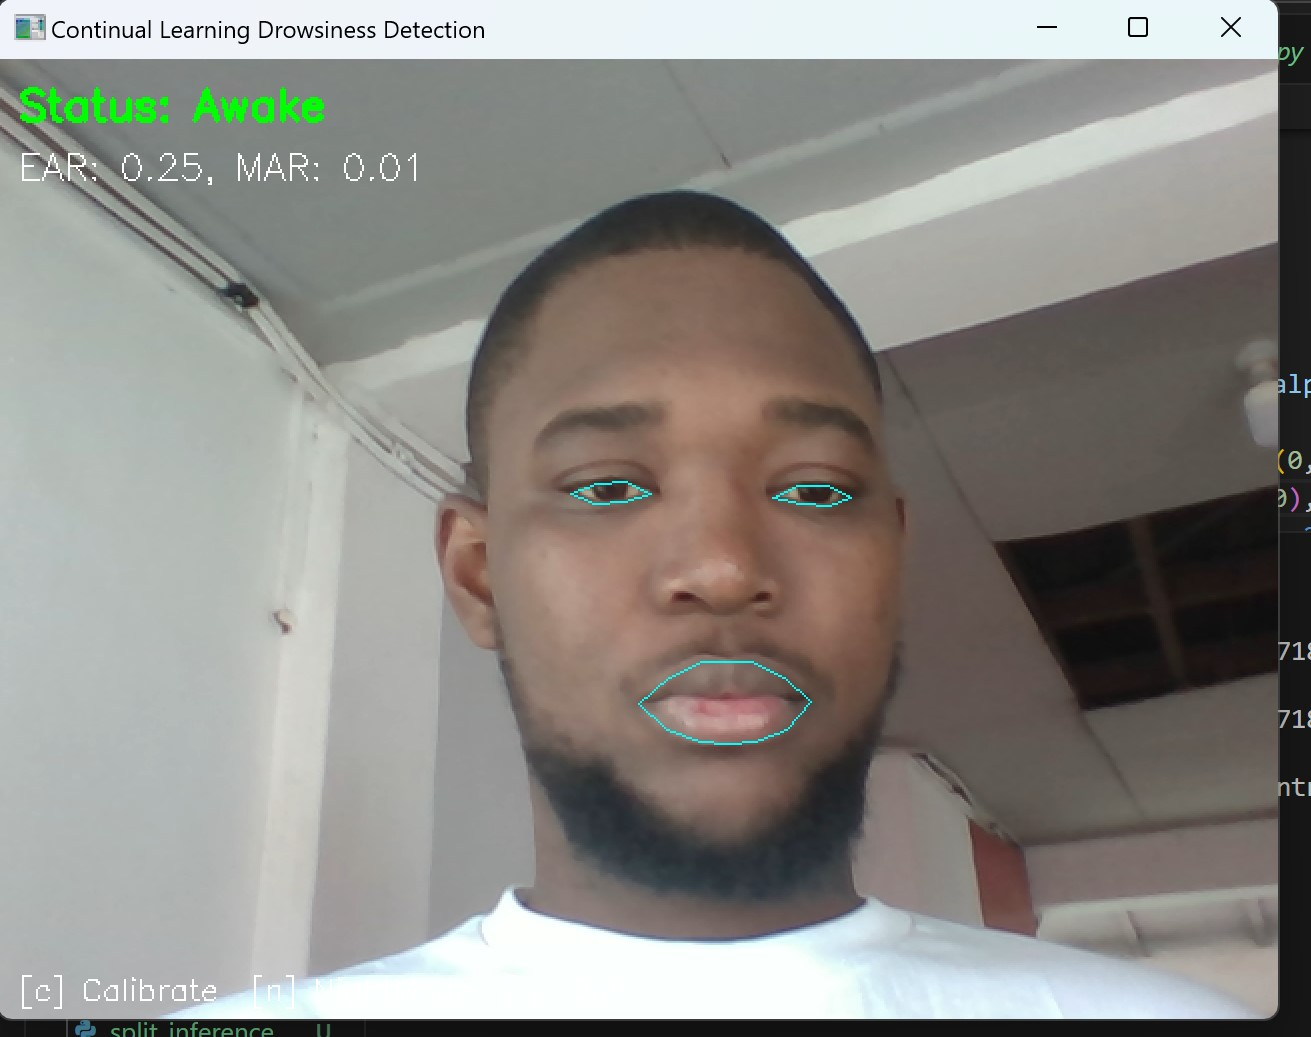 Continual Learning Drowsiness Detection
py
Status: Awake
EAR: 0.25, MAR: 0.01
alp
(0,
0),
718
718
ntr
[c] Calibrate [n]
split_inference U